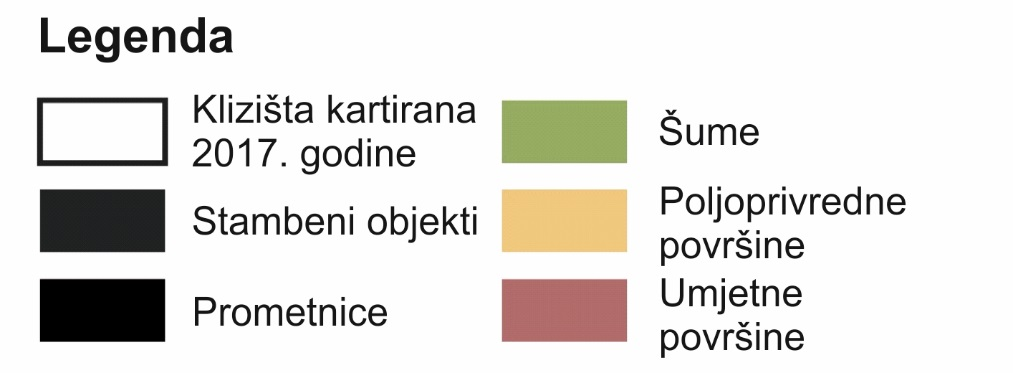 Legenda
Klizišta kartirana
2017. godine
Stambeni objekti
Prometnice
Šume
Poljoprivredne
površine
Umjetne
površine